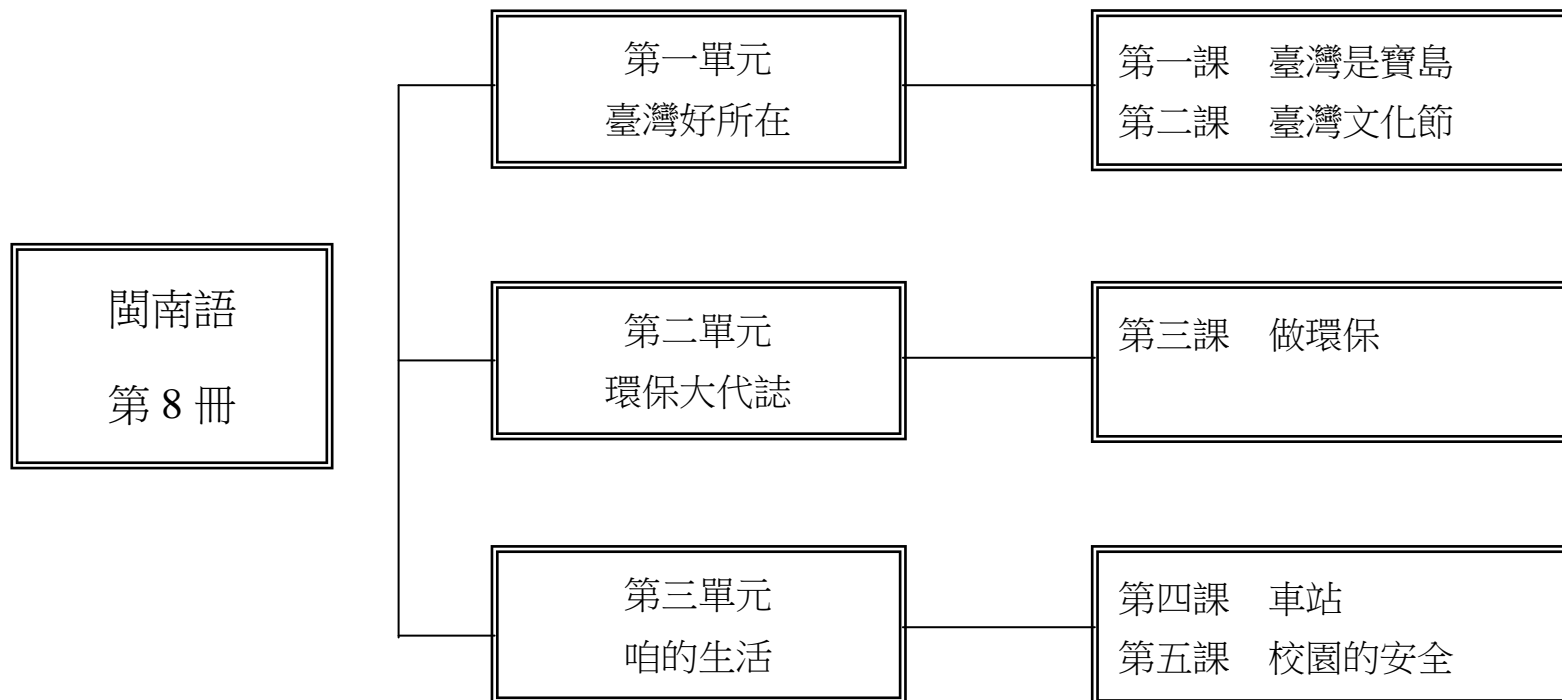 閩南語
第 8 冊
第一單元
臺灣好所在
第一課　臺灣是寶島
第二課　臺灣文化節
第二單元
環保大代誌
第三課　做環保
第三單元
咱的生活
第四課　車站
第五課　校園的安全